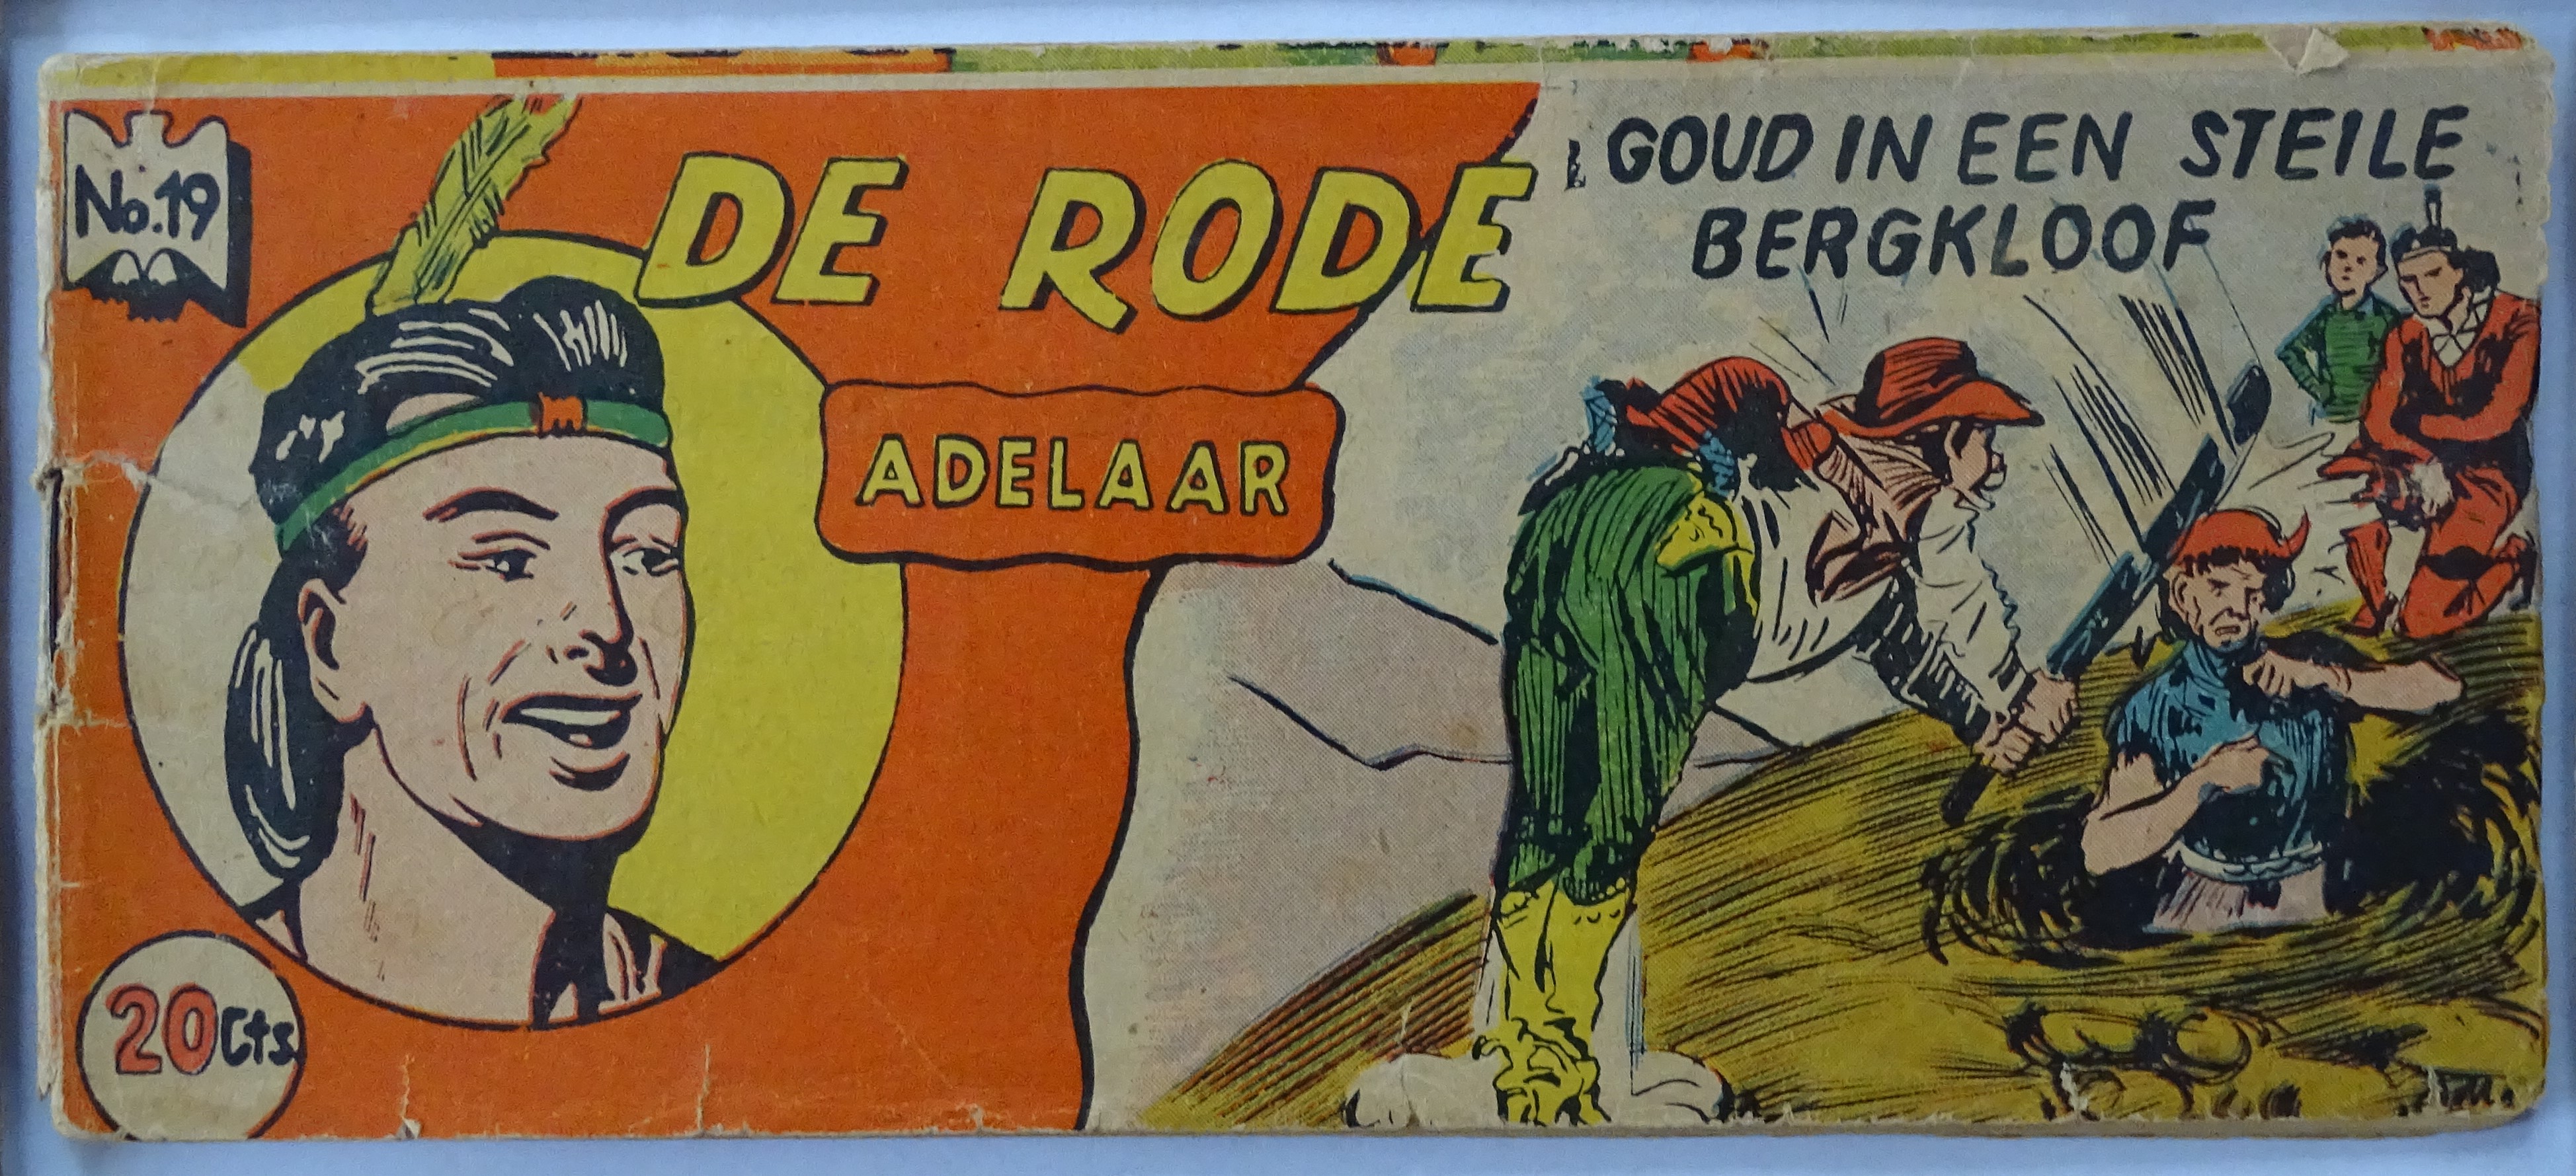 No. 19
DE RODE
ADELAAR
GOUD IN EEN STEILE
BERGKLOOF
20 Cts.